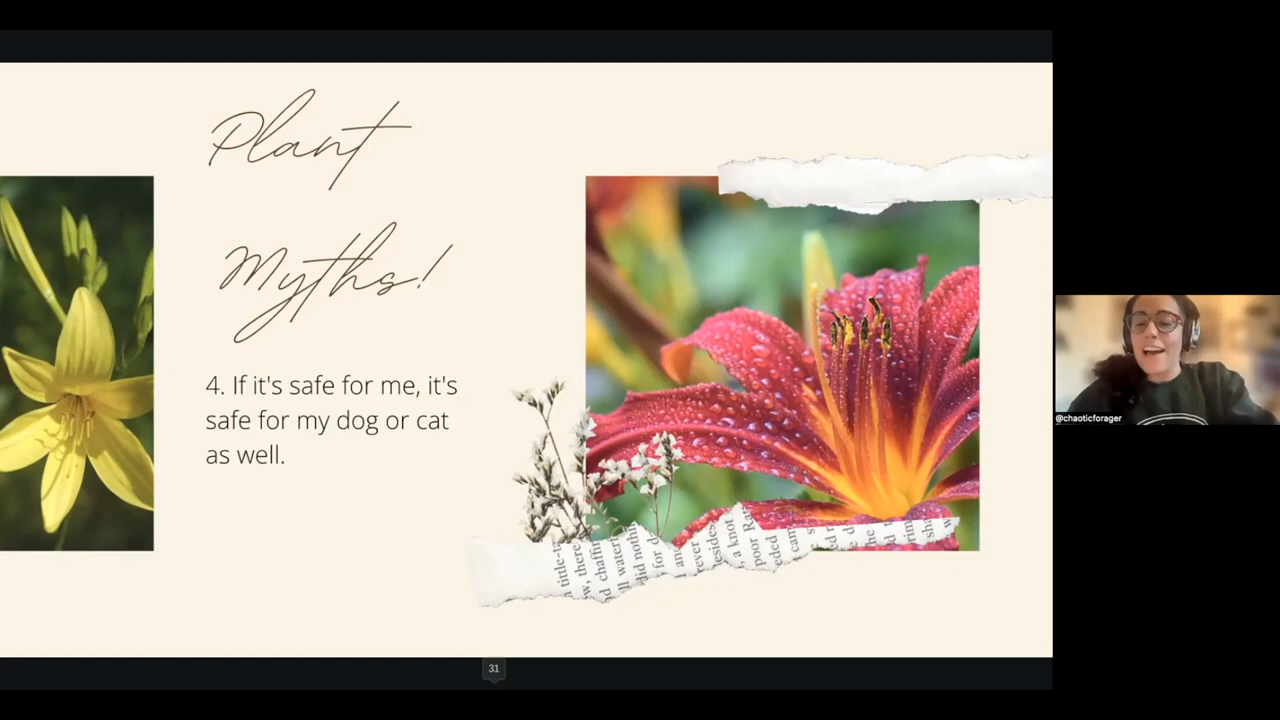 Plant
Myths!
4. If it's safe for me, it's
safe for my dog or cat
as well.
31
@chaoticforager